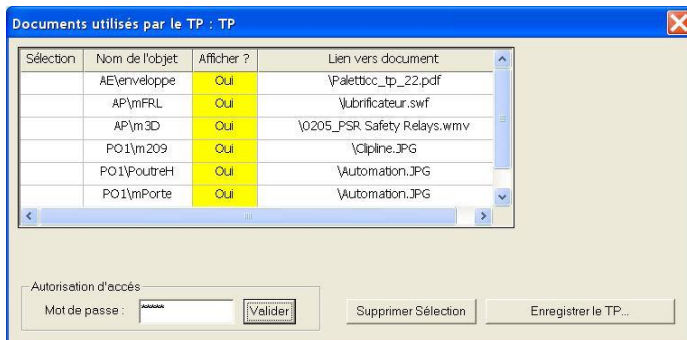 Documents utilisés par le TP : TP
Sélection Nom de l'objet Afficher ? Lien vers document
AE\enveloppe Oui \Paletticc_tp_22.pdf
AP\mFRL Oui \lubrificateur.swf
AP\m3D Oui \0205_PSR Safety Relays.wmv
PO1\m209 Oui \Clipline.JPG
PO1\PoutreH Oui \Automation.JPG
PO1\mPorte Oui \Automation.JPG
Autorisation d'accés
Mot de passe : ***** Valider Supprimer Sélection Enregistrer le TP...